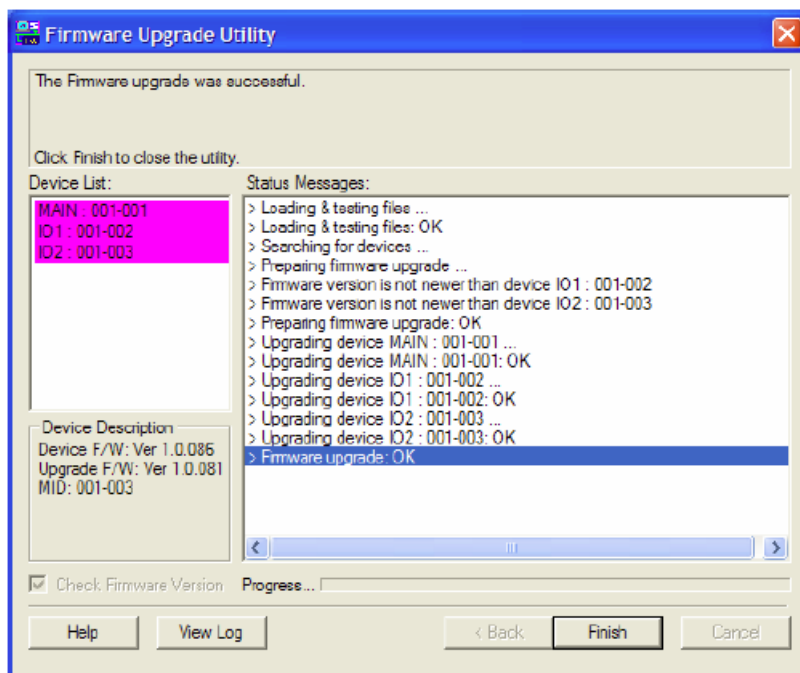 Firmware Upgrade Utility
The Firmware upgrade was successful.
Click Finish to close the utility.
Device List:
MAIN : 001-001
IO1 : 001-002
IO2 : 001-003
Status Messages:
> Loading & testing files ...
> Loading & testing files: OK
> Searching for devices ...
> Preparing firmware upgrade ...
> Firmware version is not newer than device IO1 : 001-002
> Firmware version is not newer than device IO2 : 001-003
> Preparing firmware upgrade: OK
> Upgrading device MAIN : 001-001 ...
> Upgrading device MAIN : 001-001: OK
> Upgrading device IO1 : 001-002 ...
> Upgrading device IO1 : 001-002: OK
> Upgrading device IO2 : 001-003 ...
> Upgrading device IO2 : 001-003: OK
> Firmware upgrade: OK
Device Description
Device F/W: Ver 1.0.086
Upgrade F/W: Ver 1.0.081
MID: 001-003
Check Firmware Version
Progress...
Help
View Log
< Back
Finish
Cancel